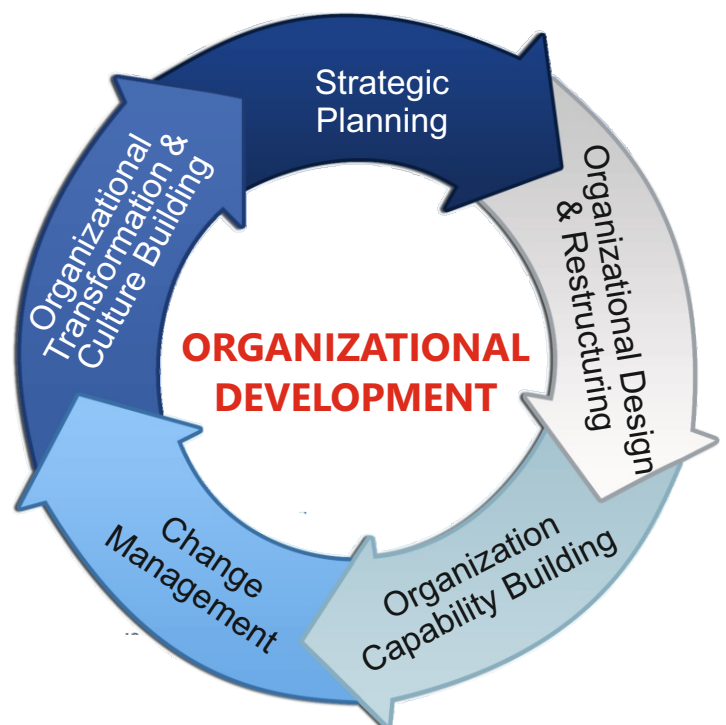 Strategic
Planning
Organizational Design
& Restructuring
Organization
Capability Building
Change
Management
Organizational
Transformation &
Culture Building
ORGANIZATIONAL
DEVELOPMENT